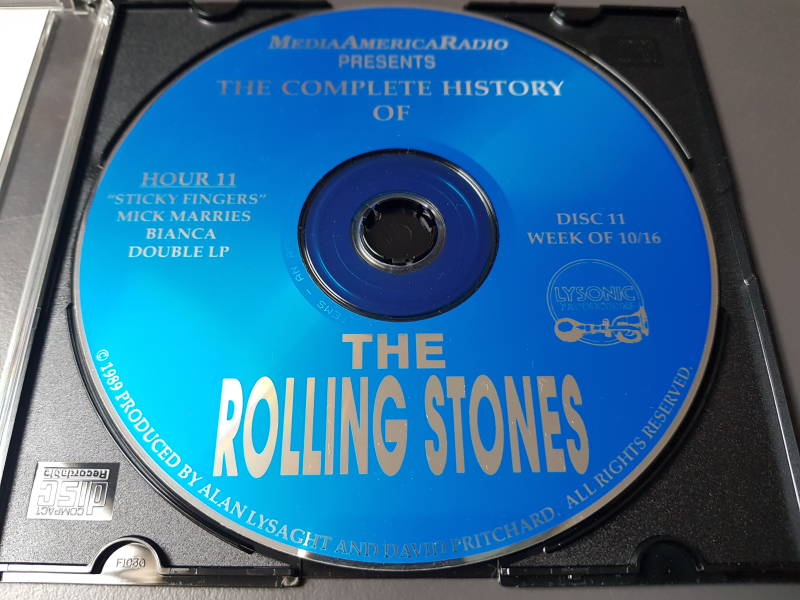 MEDIAAMERICARADIO
PRESENTS
THE COMPLETE HISTORY
OF
HOUR 11
"STICKY FINGERS"
MICK MARRIES
BIANCA
DOUBLE LP
DISC 11
WEEK OF 10/16
LYSONIC
PRODUCTIONS
THE
ROLLING STONES
© 1989 PRODUCED BY ALAN LYSAGHT AND DAVID PRITCHARD. ALL RIGHTS RESERVED.
COMPACT
disc
Recordable
F1030